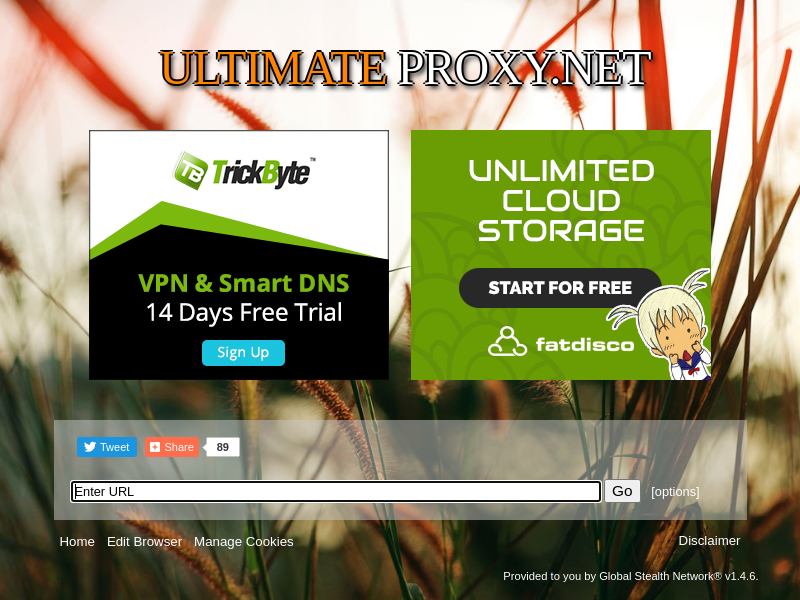 ULTIMATE PROXY.NET
TrickByte™
VPN & Smart DNS
14 Days Free Trial
Sign Up
UNLIMITED
CLOUD
STORAGE
START FOR FREE
fatdisco
Tweet
Share
89
Enter URL
Go
[options]
Home
Edit Browser
Manage Cookies
Disclaimer
Provided to you by Global Stealth Network® v1.4.6.